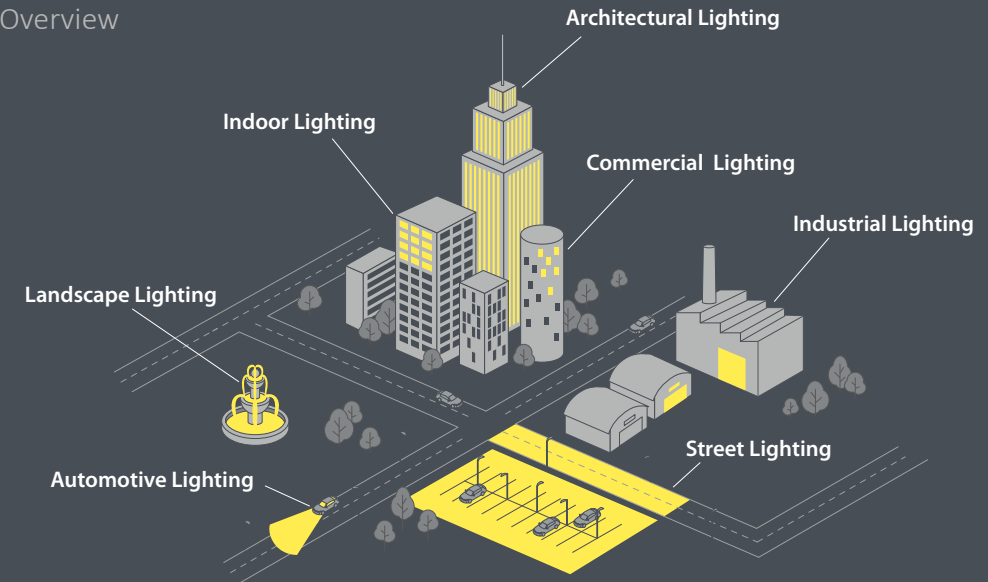 Overview
Architectural Lighting
Indoor Lighting
Commercial Lighting
Industrial Lighting
Landscape Lighting
Street Lighting
Automotive Lighting